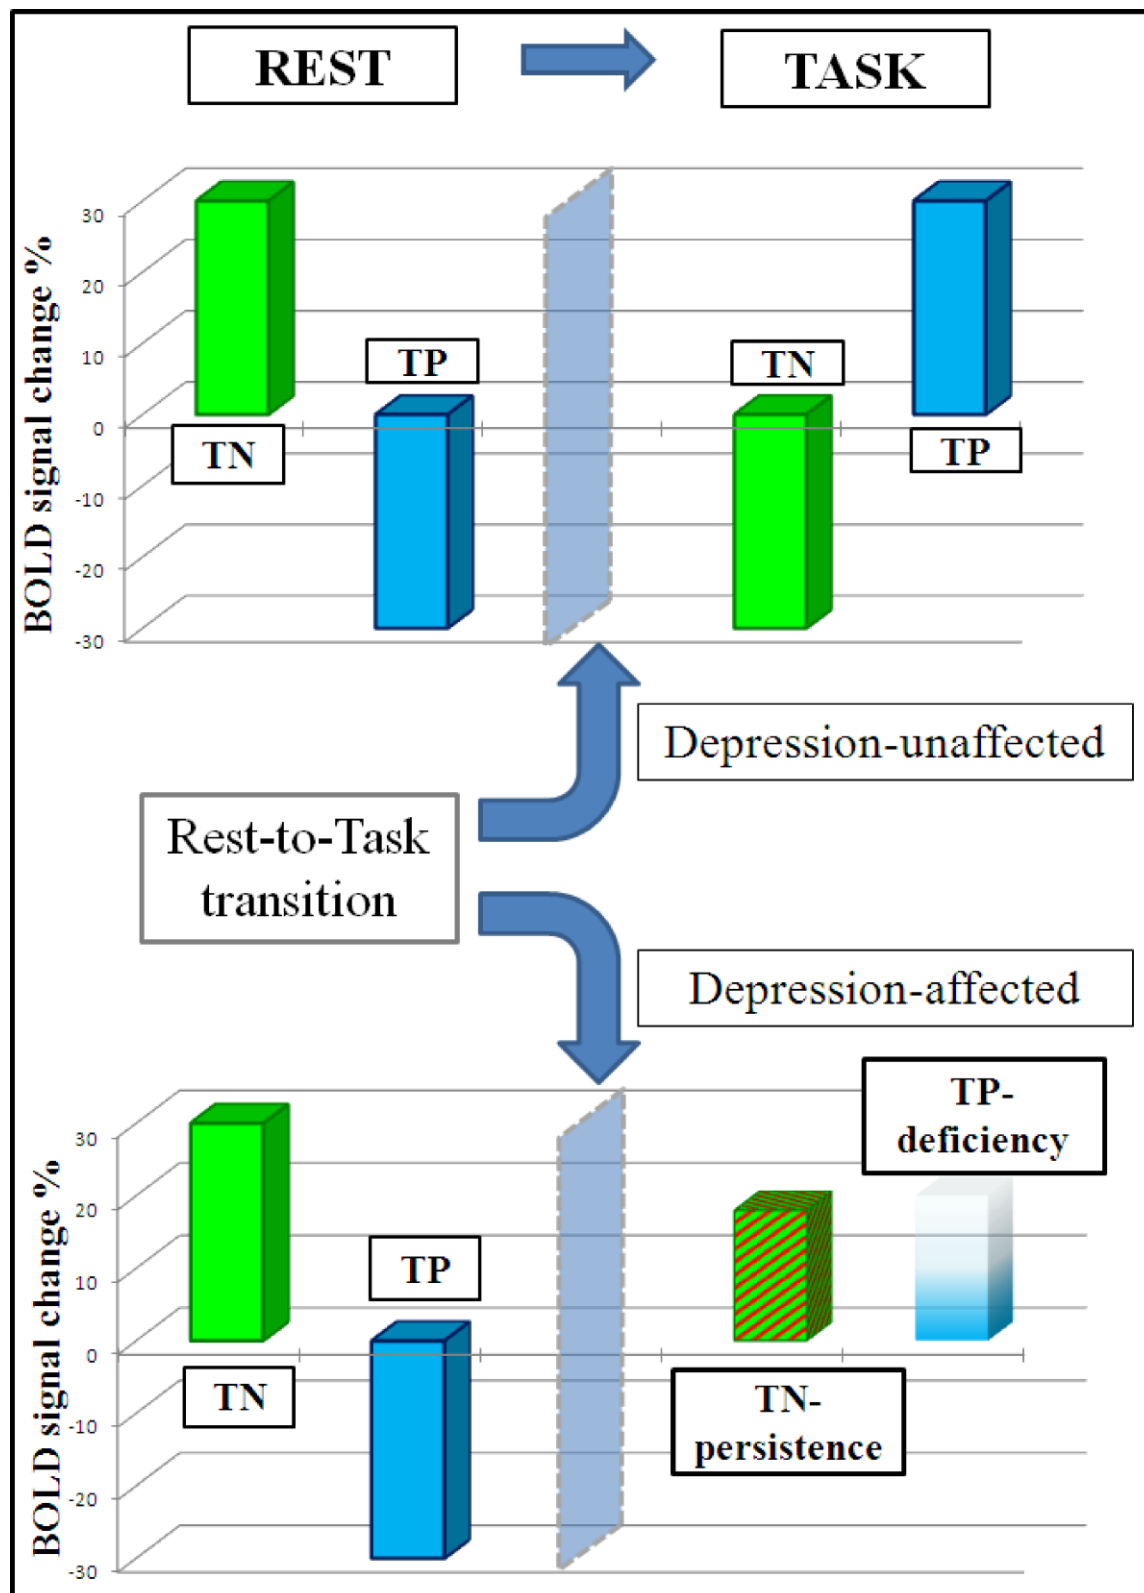 REST
TASK
BOLD signal change %
30
20
10
0
-10
-20
-30
TN
TP
TN
TP
Depression-unaffected
Rest-to-Task
transition
Depression-affected
BOLD signal change %
30
20
10
0
-10
-20
-30
TN
TP
TN-
persistence
TP-
deficiency